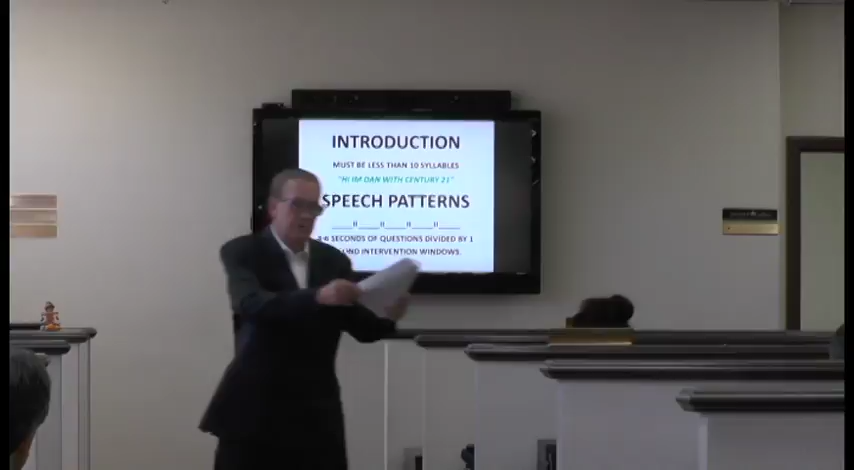 INTRODUCTION
MUST BE LESS THAN 10 SYLLABLES
"HI IM DAN WITH CENTURY 21"
SPEECH PATTERNS
_____II_____II_____II_____II_____
SECONDS OF QUESTIONS DIVIDED BY 1
INTERVENTION WINDOWS.